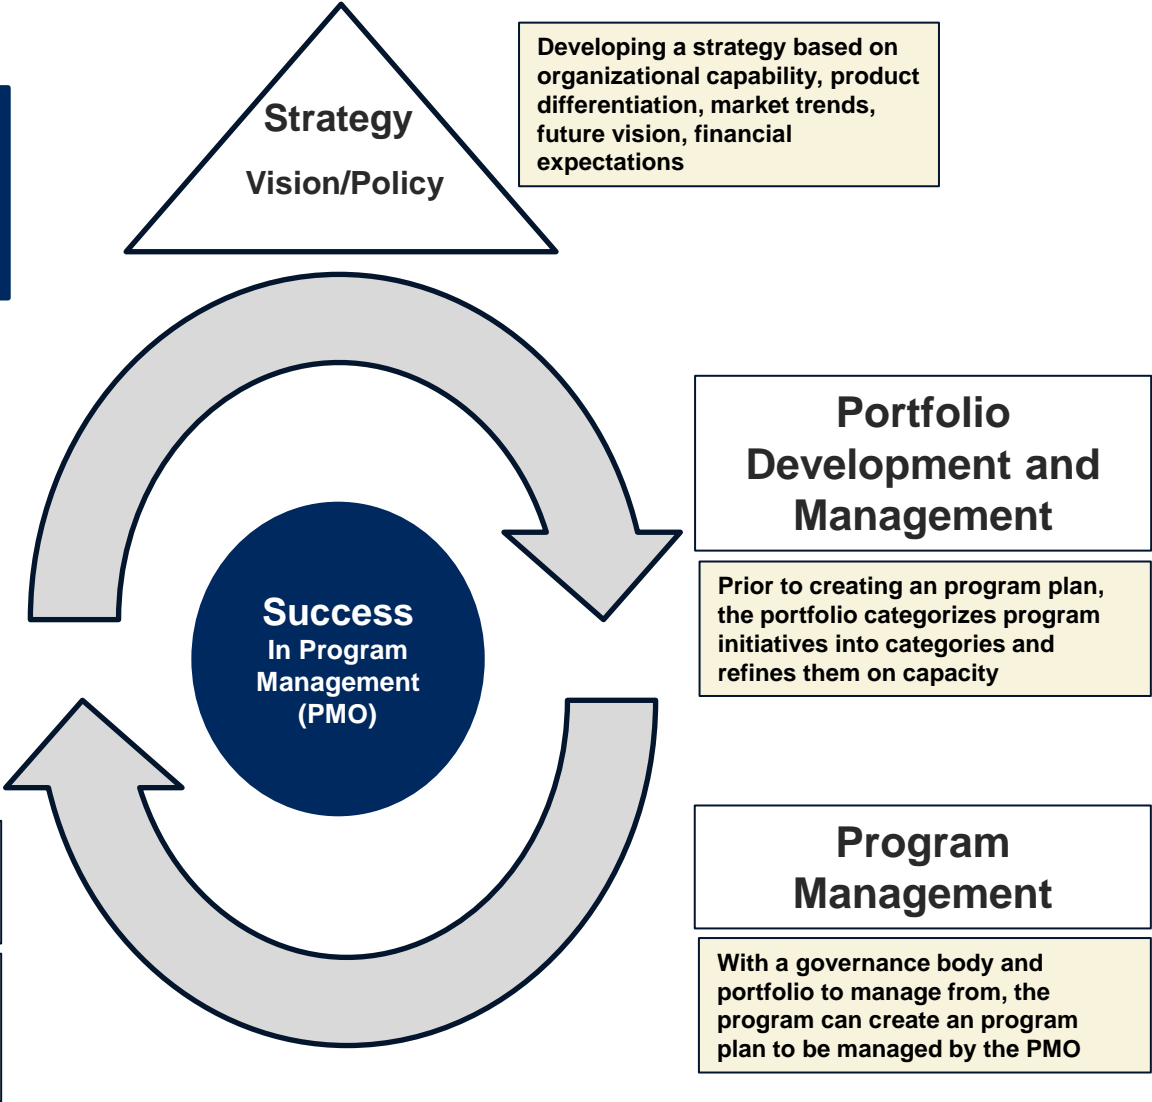 Strategy
Vision/Policy
Developing a strategy based on
organizational capability, product
differentiation, market trends,
future vision, financial
expectations
Portfolio
Development and
Management
Prior to creating an program plan,
the portfolio categorizes program
initiatives into categories and
refines them on capacity
Success
In Program
Management
(PMO)
Program
Management
With a governance body and
portfolio to manage from, the
program can create an program
plan to be managed by the PMO